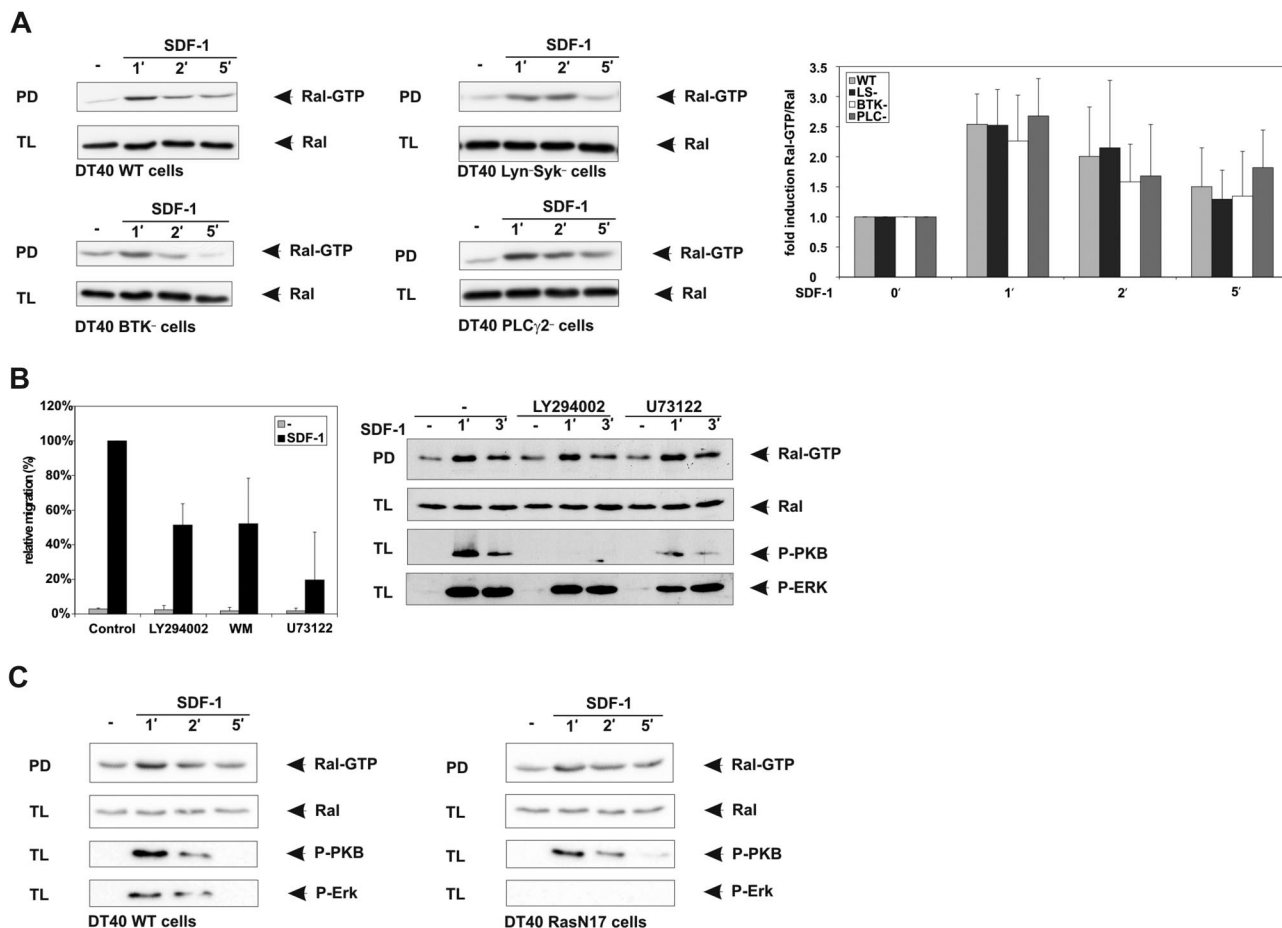 A
SDF-1
- 1′ 2′ 5′
PD Ral-GTP
TL Ral
DT40 WT cells
SDF-1
- 1′ 2′ 5′
PD Ral-GTP
TL Ral
DT40 Lyn-Syk- cells
SDF-1
- 1′ 2′ 5′
PD Ral-GTP
TL Ral
DT40 BTK- cells
SDF-1
- 1′ 2′ 5′
PD Ral-GTP
TL Ral
DT40 PLCγ2- cells
fold induction Ral-GTP/Ral
3.5
3.0
2.5
2.0
1.5
1.0
0.5
0
WT
LS-
BTK-
PLC-
SDF-1 0′ 1′ 2′ 5′
B
relative migration (%)
120%
100%
80%
60%
40%
20%
0%
-
SDF-1
Control LY294002 WM U73122
- LY294002 U73122
SDF-1 - 1′ 3′ - 1′ 3′ - 1′ 3′
PD Ral-GTP
TL Ral
TL P-PKB
TL P-ERK
C
SDF-1
- 1′ 2′ 5′
PD Ral-GTP
TL Ral
TL P-PKB
TL P-Erk
DT40 WT cells
SDF-1
- 1′ 2′ 5′
PD Ral-GTP
TL Ral
TL P-PKB
TL P-Erk
DT40 RasN17 cells